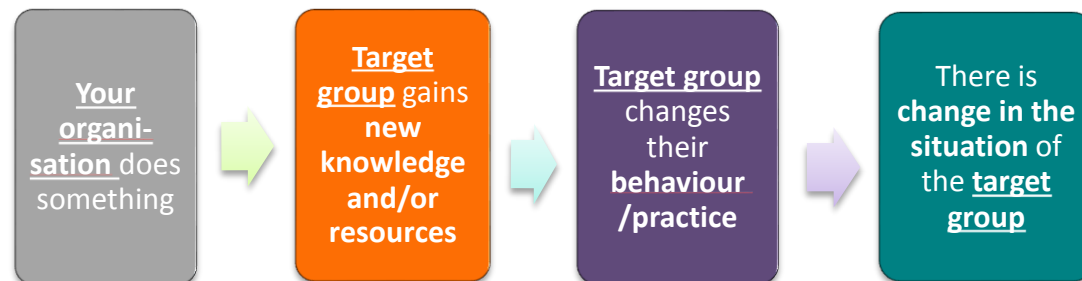 Your
organi-
sation does
something
Target
group gains
new
knowledge
and/or
resources
Target group
changes
their
behaviour
/practice
There is
change in the
situation of
the target
group